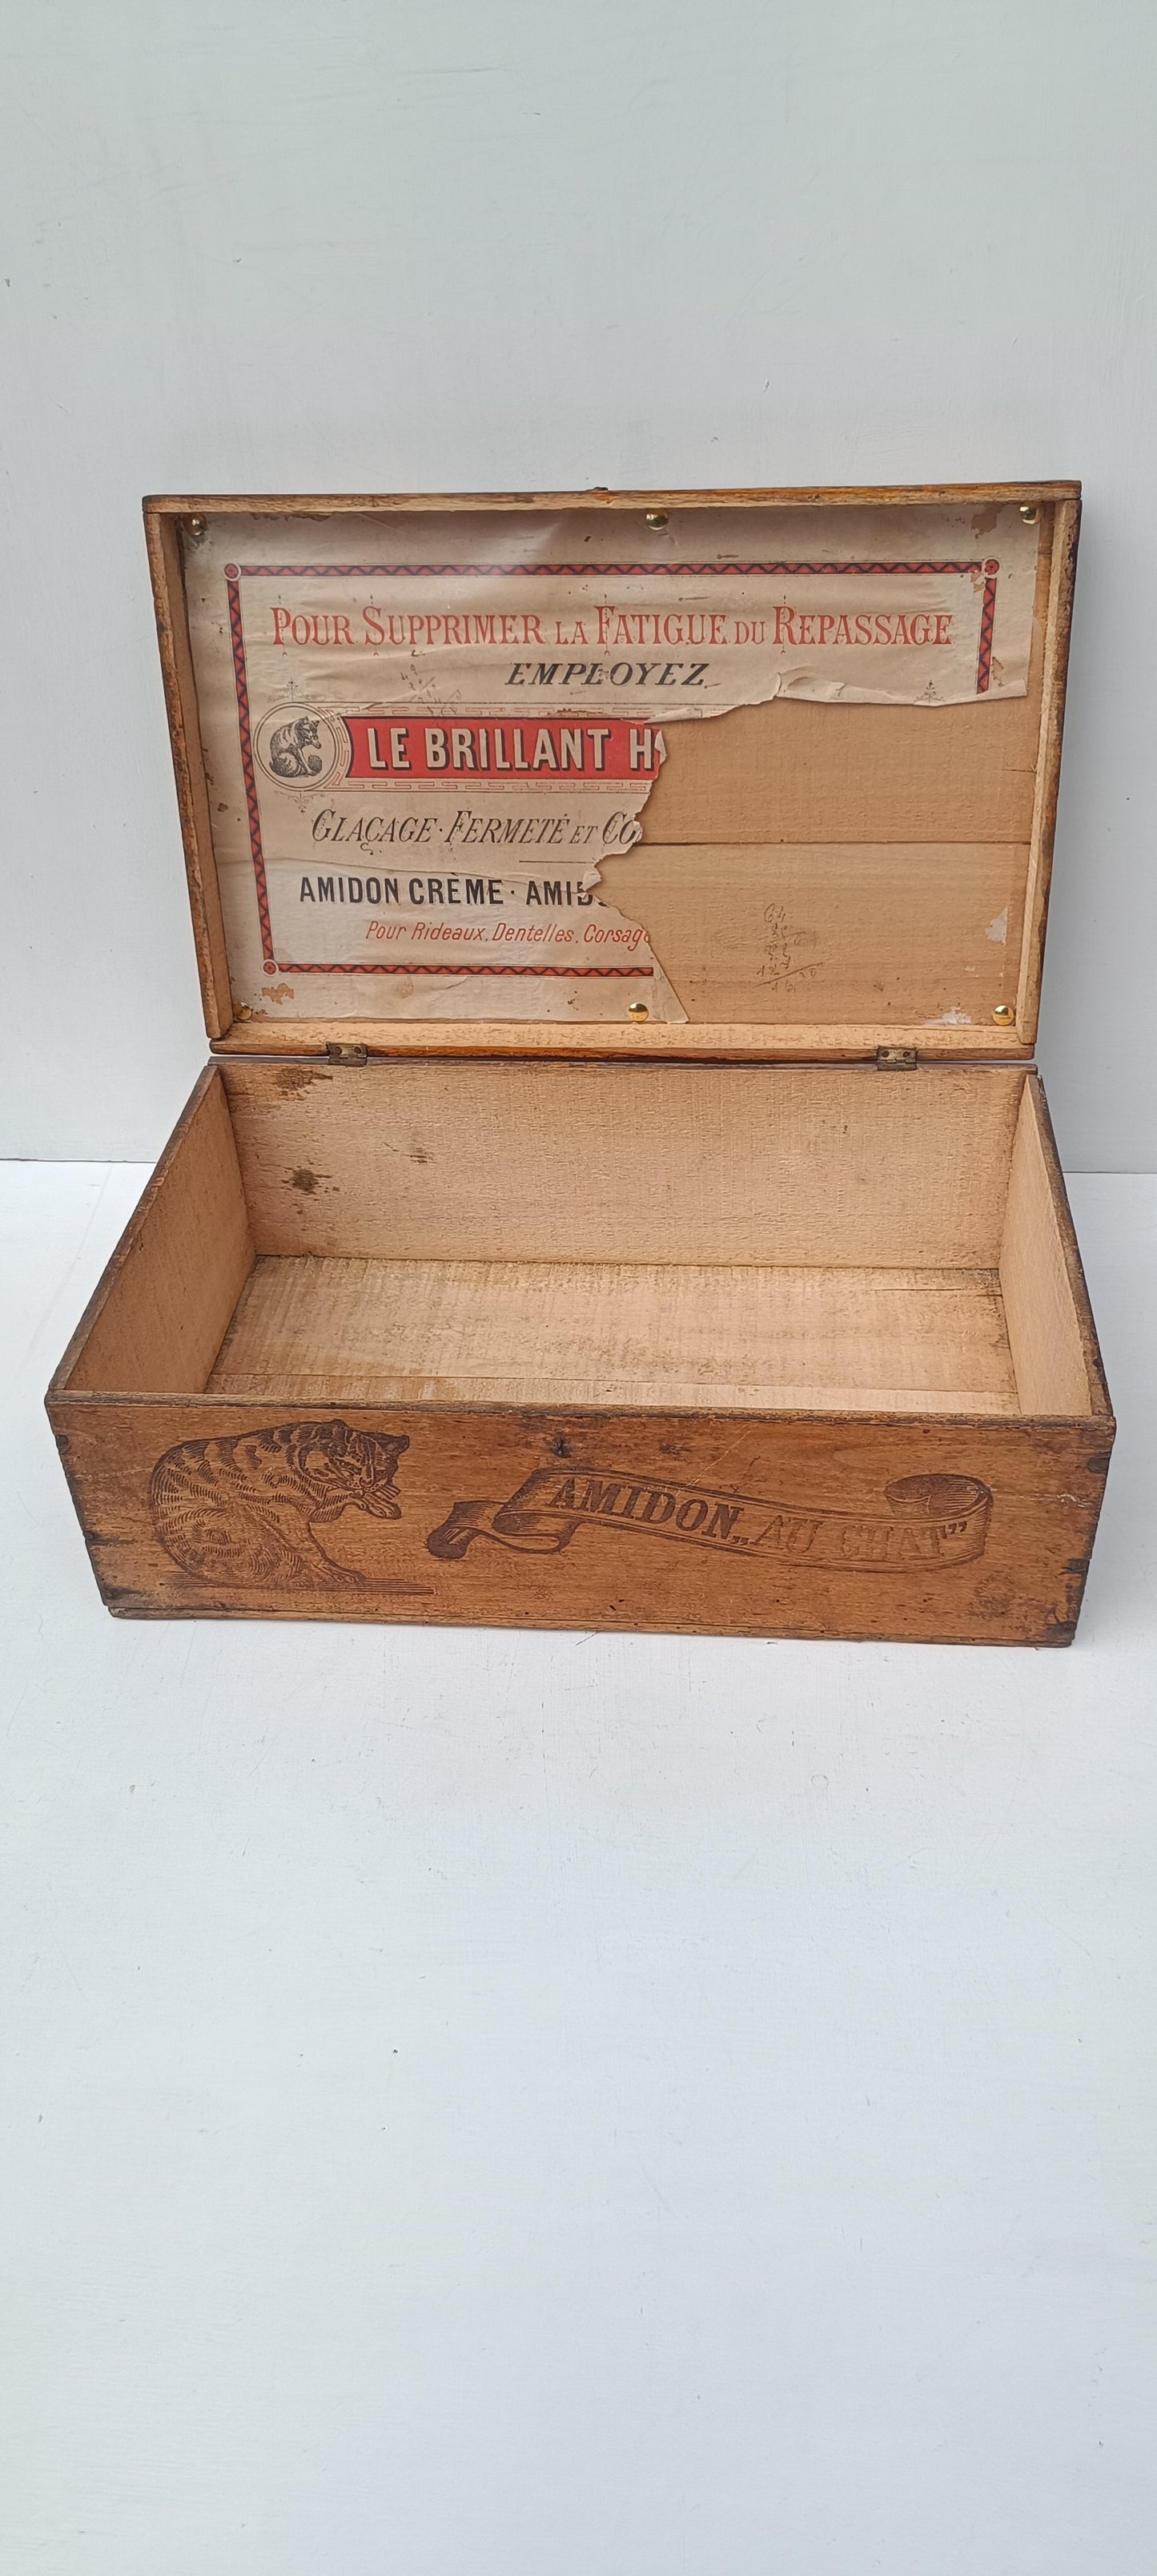 POUR SUPPRIMER LA FATIGUE DU REPASSAGE
EMPLOYEZ
LE BRILLANT H
GLAÇAGE · FERMETÉ ET CO
AMIDON CRÈME · AMID
Pour Rideaux, Dentelles, Corsag
64
AMIDON „AU CHAT”